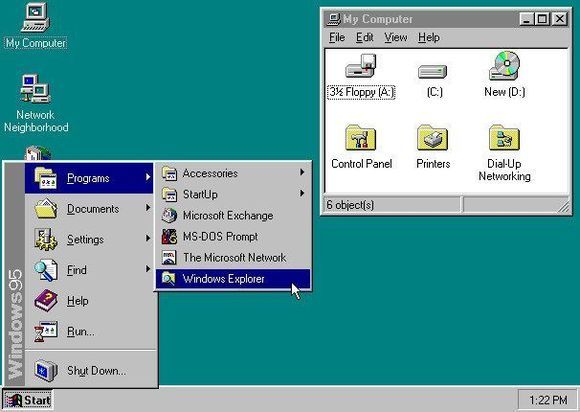 My Computer
Network
Neighborhood
My Computer
File Edit View Help
3½ Floppy (A:)
(C:)
New (D:)
Control Panel
Printers
Dial-Up
Networking
6 object(s)
Programs
Documents
Settings
Find
Help
Run...
Shut Down...
Windows95
Accessories
StartUp
Microsoft Exchange
MS-DOS Prompt
The Microsoft Network
Windows Explorer
Start
1:22 PM